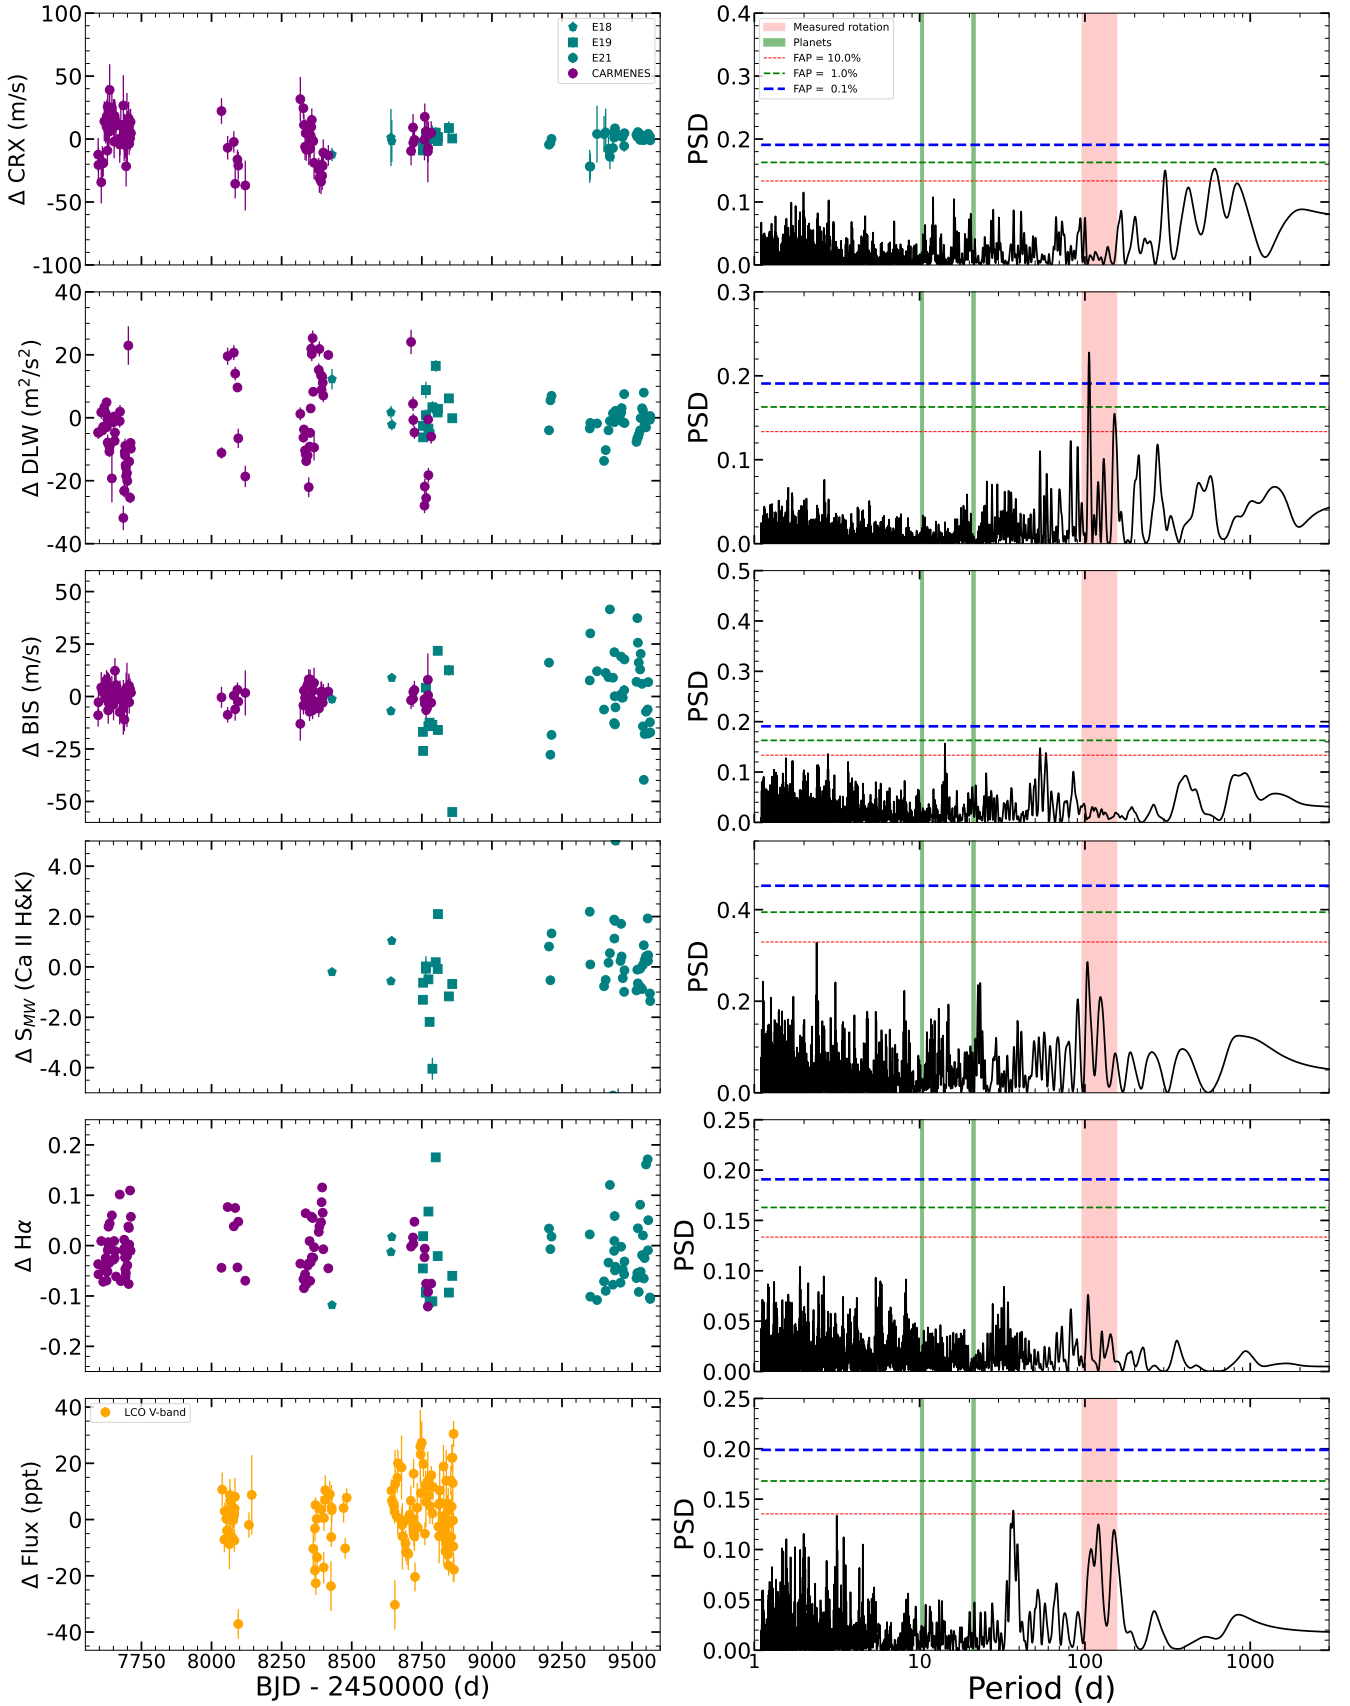 Δ CRX (m/s)
100
50
0
-50
-100
E18
E19
E21
CARMENES
PSD
0.4
0.3
0.2
0.1
0.0
Measured rotation
Planets
FAP = 10.0%
FAP = 1.0%
FAP = 0.1%
Δ DLW (m²/s²)
40
20
0
-20
-40
PSD
0.3
0.2
0.1
0.0
Δ BIS (m/s)
50
25
0
-25
-50
PSD
0.5
0.4
0.3
0.2
0.1
0.0
Δ S_MW (Ca II H&K)
4.0
2.0
0.0
-2.0
-4.0
PSD
0.4
0.2
0.0
Δ Hα
0.2
0.1
0.0
-0.1
-0.2
PSD
0.25
0.20
0.15
0.10
0.05
0.00
Δ Flux (ppt)
40
20
0
-20
-40
LCO V-band
7750 8000 8250 8500 8750 9000 9250 9500
BJD - 2450000 (d)
PSD
0.25
0.20
0.15
0.10
0.05
0.00
1 10 100 1000
Period (d)